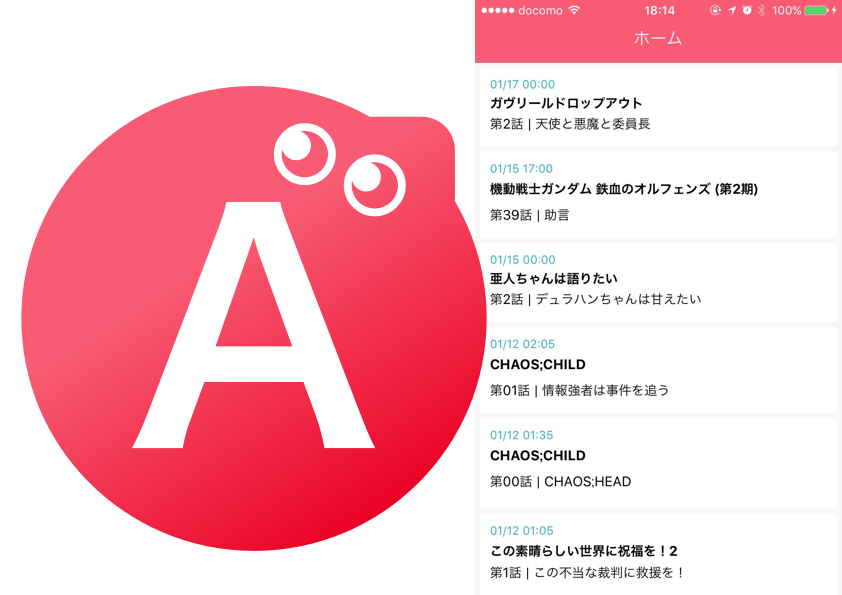 A
docomo 18:14 100%
ホーム
01/17 00:00
ガヴリールドロップアウト
第2話 | 天使と悪魔と委員長
01/15 17:00
機動戦士ガンダム 鉄血のオルフェンズ (第2期)
第39話 | 助言
01/15 00:00
亜人ちゃんは語りたい
第2話 | デュラハンちゃんは甘えたい
01/12 02:05
CHAOS;CHILD
第01話 | 情報強者は事件を追う
01/12 01:35
CHAOS;CHILD
第00話 | CHAOS;HEAD
01/12 01:05
この素晴らしい世界に祝福を！2
第1話 | この不当な裁判に救援を！